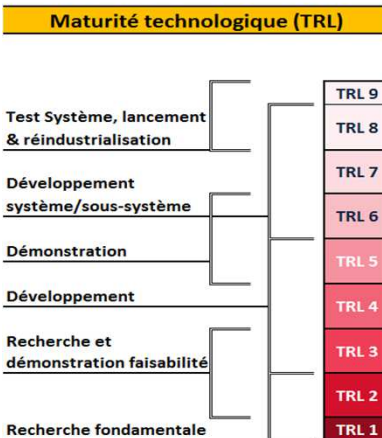 Maturité technologique (TRL)
TRL 9
Test Système, lancement
& réindustrialisation
TRL 8
TRL 7
Développement
système/sous-système
TRL 6
Démonstration
TRL 5
Développement
TRL 4
Recherche et
démonstration faisabilité
TRL 3
TRL 2
Recherche fondamentale
TRL 1